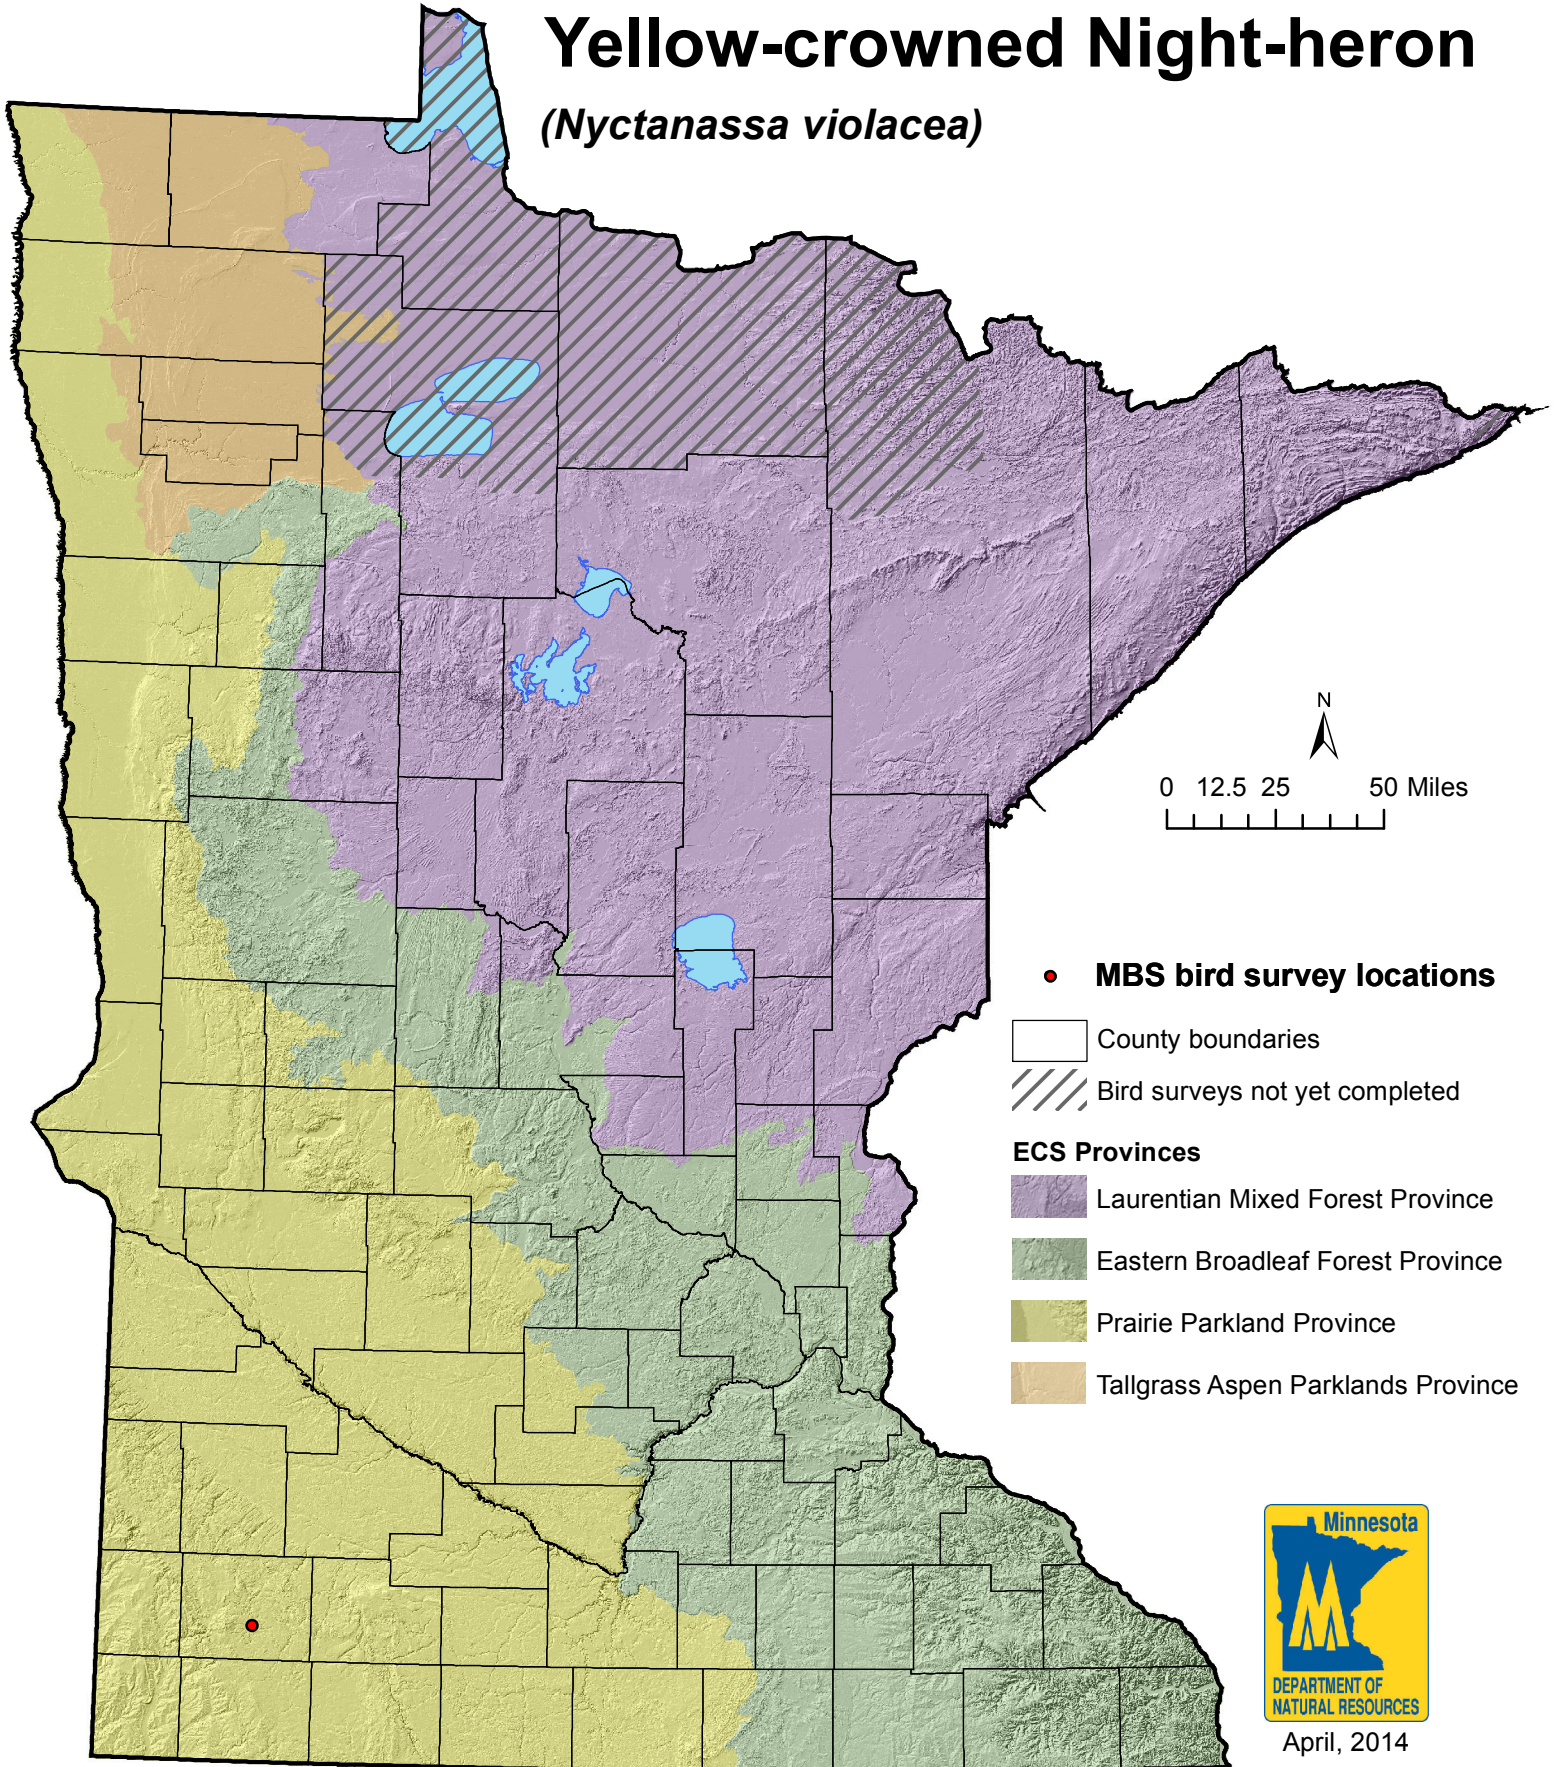 Yellow-crowned Night-heron
(Nyctanassa violacea)
N
0 12.5 25 50 Miles
MBS bird survey locations
County boundaries
Bird surveys not yet completed
ECS Provinces
Laurentian Mixed Forest Province
Eastern Broadleaf Forest Province
Prairie Parkland Province
Tallgrass Aspen Parklands Province
Minnesota
DEPARTMENT OF
NATURAL RESOURCES
April, 2014